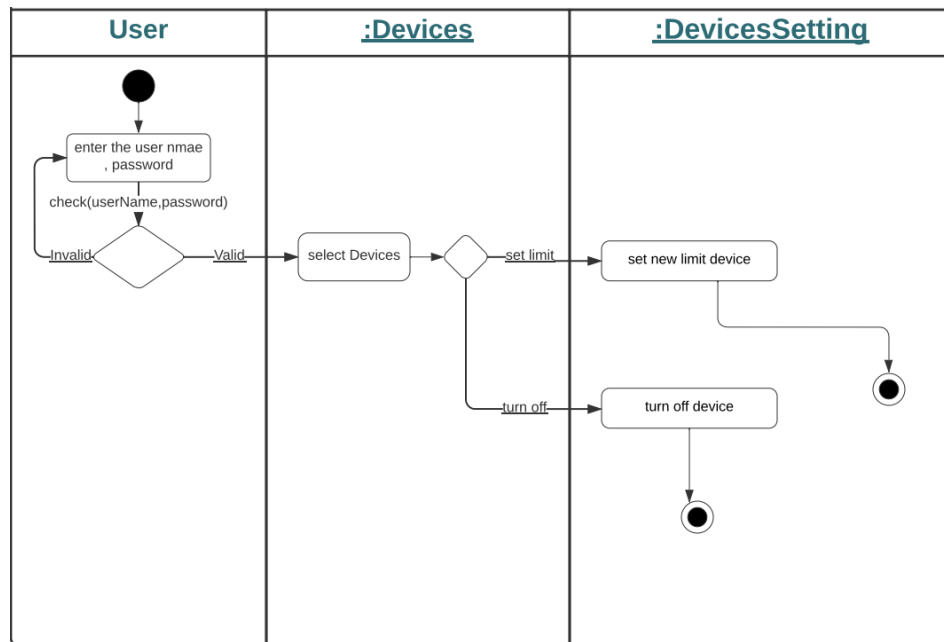 User
:Devices
:DevicesSetting
enter the user nmae
, password
check(userName,password)
Invalid
Valid
select Devices
set limit
set new limit device
turn off
turn off device